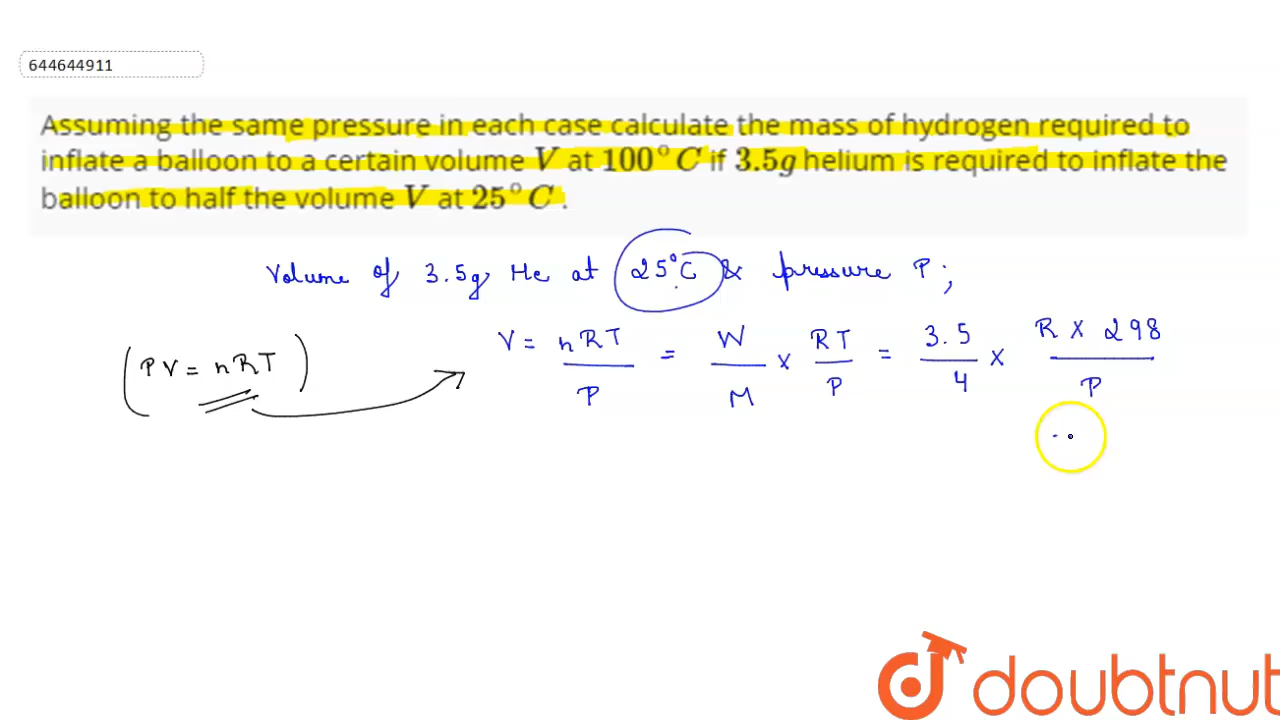 644644911
Assuming the same pressure in each case calculate the mass of hydrogen required to
inflate a balloon to a certain volume V at 100°C if 3.5g helium is required to inflate the
balloon to half the volume V at 25°C.
Volume of 3.5g He at 25°C & pressure P;
(PV = nRT)
V = nRT/P = W/M × RT/P = 3.5/4 × R × 298/P
doubtnut